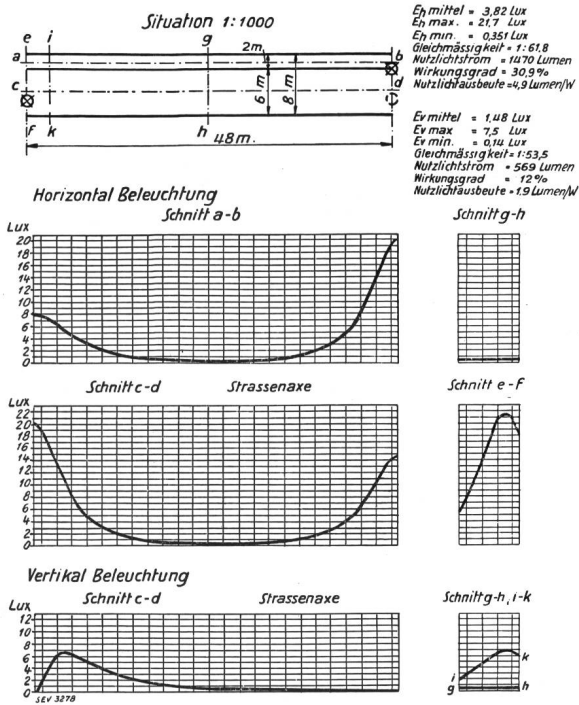 Situation 1:1000
e i g
2m.
a b
c d
6 m
8 m
f k h
48m.
Eh mittel = 3,82 Lux
Eh max. = 21,7 Lux
Eh min. = 0,351 Lux
Gleichmässigkeit = 1:61,8
Nutzlichtström = 1470 Lumen
Wirkungsgrad = 30,9%
Nutzlichtausbeute = 4,9 Lumen/W
Ev mittel = 1,48 Lux
Ev max = 7,5 Lux
Ev min. = 0,14 Lux
Gleichmässigkeit = 1:53,5
Nutzlichtström = 569 Lumen
Wirkungsgrad = 12%
Nutzlichtausbeute = 1,9 Lumen/W
Horizontal Beleuchtung
Schnitt a-b
Schnitt g-h
Lux
20
18
16
14
12
10
8
6
4
2
0
Schnitt c-d Strassenaxe
Schnitt e-f
Lux
22
20
18
16
14
12
10
8
6
4
2
0
Vertikal Beleuchtung
Schnitt c-d Strassenaxe
Schnitt g-h, i-k
Lux
12
10
8
6
4
2
0
i k
g h
SEV 3278